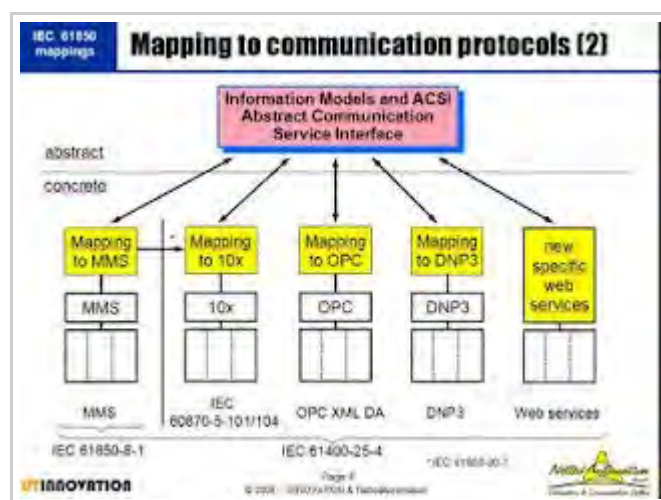 IEC 61850
mappings
Mapping to communication protocols (2)
Information Models and ACSI
Abstract Communication
Service Interface
abstract
concrete
Mapping
to MMS
*
Mapping
to 10x
Mapping
to OPC
Mapping
to DNP3
new
specific
web
services
MMS
10x
OPC
DNP3
MMS
IEC
60870-5-101/104
OPC XML DA
DNP3
Web services
IEC 61850-8-1
IEC 61400-25-4
Page
INNOVATION